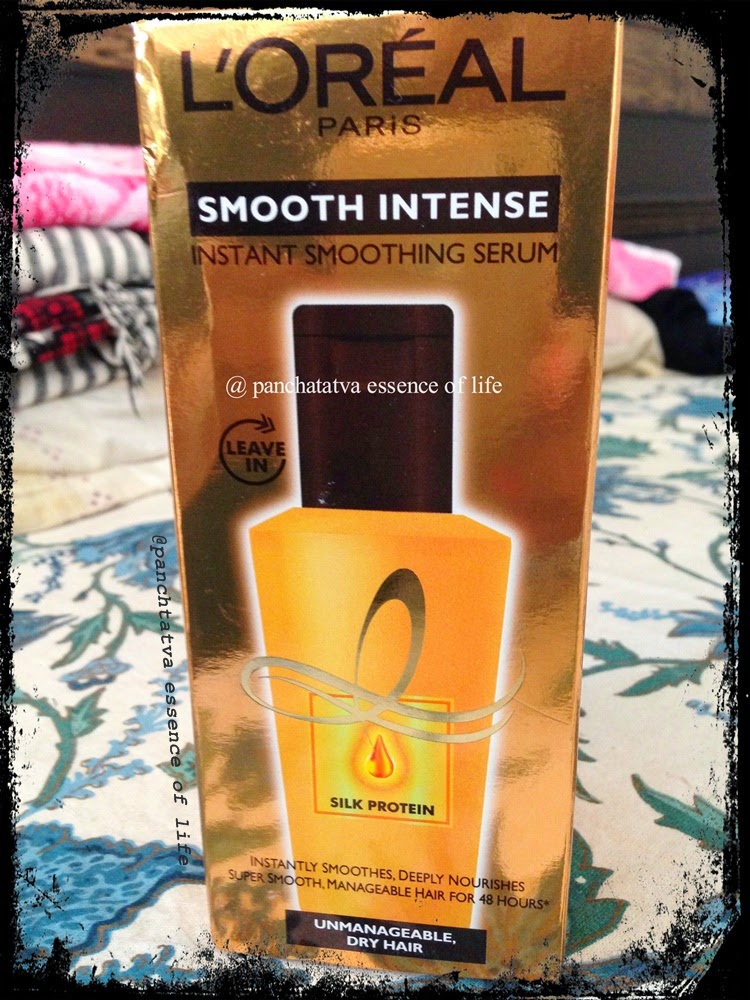 L'ORÉAL
PARIS
SMOOTH INTENSE
INSTANT SMOOTHING SERUM
@ panchatatva essence of life
LEAVE
IN
@panchtatva essence of life
SILK PROTEIN
INSTANTLY SMOOTHES, DEEPLY NOURISHES
SUPER SMOOTH, MANAGEABLE HAIR FOR 48 HOURS*
UNMANAGEABLE,
DRY HAIR